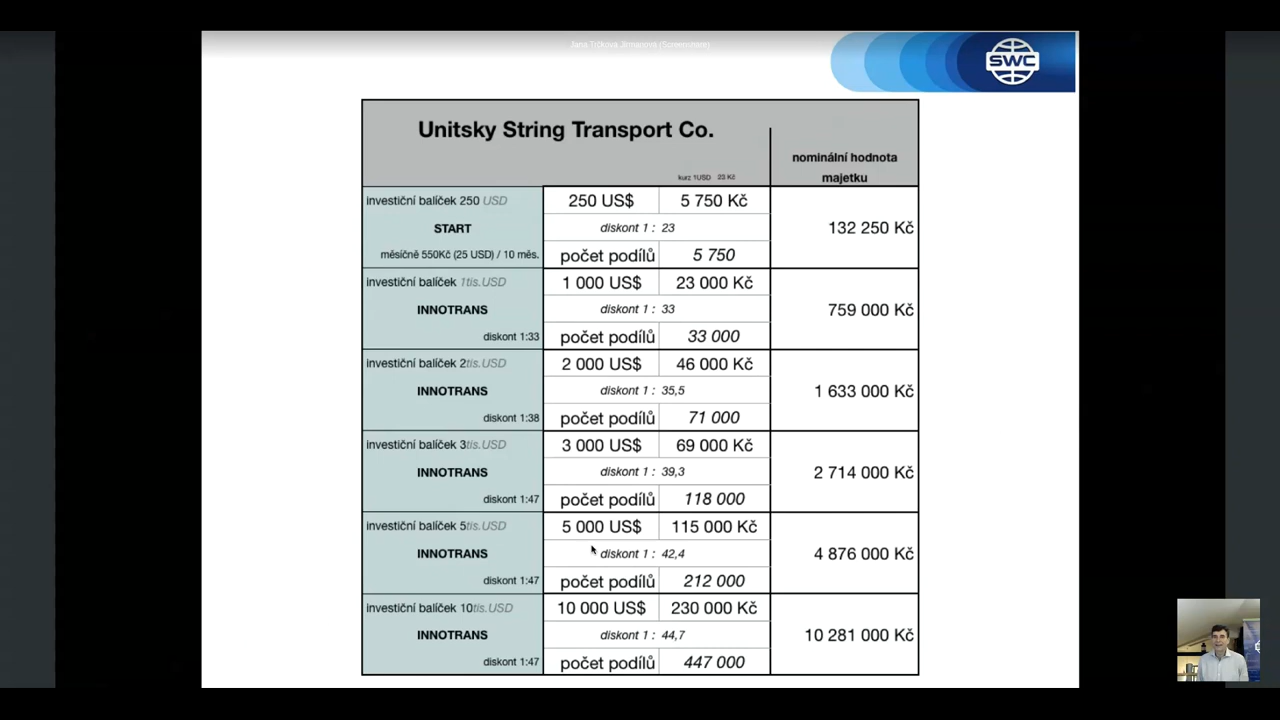 Jana Tičková Jirmanová (Screenshare)
SWC
Unitsky String Transport Co.
kurz 1USD 23 Kč
nominální hodnota
majetku
investiční balíček 250 USD
250 US$ 5 750 Kč
START
diskont 1 : 23
132 250 Kč
měsíčně 550Kč (25 USD) / 10 měs.
počet podílů 5 750
investiční balíček 1tis.USD
1 000 US$ 23 000 Kč
INNOTRANS
diskont 1 : 33
759 000 Kč
diskont 1:33
počet podílů 33 000
investiční balíček 2tis.USD
2 000 US$ 46 000 Kč
INNOTRANS
diskont 1 : 35,5
1 633 000 Kč
diskont 1:38
počet podílů 71 000
investiční balíček 3tis.USD
3 000 US$ 69 000 Kč
INNOTRANS
diskont 1 : 39,3
2 714 000 Kč
diskont 1:47
počet podílů 118 000
investiční balíček 5tis.USD
5 000 US$ 115 000 Kč
INNOTRANS
diskont 1 : 42,4
4 876 000 Kč
diskont 1:47
počet podílů 212 000
investiční balíček 10tis.USD
10 000 US$ 230 000 Kč
INNOTRANS
diskont 1 : 44,7
10 281 000 Kč
diskont 1:47
počet podílů 447 000